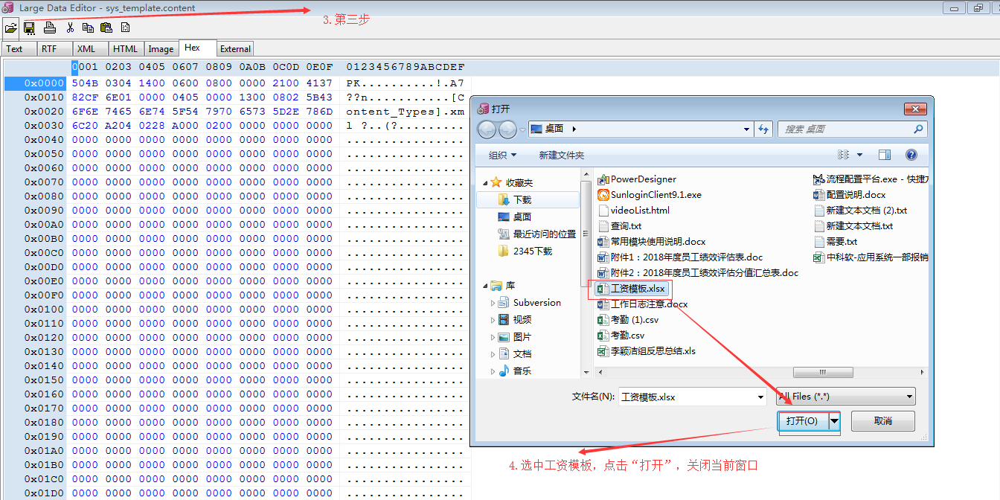 Large Data Editor - sys_template.content
3. 第三步
Text RTF XML HTML Image Hex External
0001 0203 0405 0607 0809 0A0B 0C0D 0E0F 0123456789ABCDEF
0x0000 504B 0304 1400 0600 0800 0000 2100 4137 PK..........!.A7
0x0010 82CF 6E01 0000 0405 0000 1300 0802 5B43 ??n...........[C
0x0020 6F6E 7465 6E74 5F54 7970 6573 5D2E 786D ontent_Types].xm
0x0030 6C20 A204 0228 A000 0200 0000 0000 0000 l ?..(?.........
0x0040 0000 0000 0000 0000 0000 0000 0000 0000 ................
0x0050 0000 0000 0000 0000 0000 0000 0000 0000 ................
0x0060 0000 0000 0000 0000 0000 0000 0000 0000 ................
0x0070 0000 0000 0000 0000 0000 0000 0000 0000 ................
0x0080 0000 0000 0000 0000 0000 0000 0000 0000 ................
0x0090 0000 0000 0000 0000 0000 0000 0000 0000 ................
0x00A0 0000 0000 0000 0000 0000 0000 0000 0000 ................
0x00B0 0000 0000 0000 0000 0000 0000 0000 0000 ................
0x00C0 0000 0000 0000 0000 0000 0000 0000 0000 ................
0x00D0 0000 0000 0000 0000 0000 0000 0000 0000 ................
0x00E0 0000 0000 0000 0000 0000 0000 0000 0000 ................
0x00F0 0000 0000 0000 0000 0000 0000 0000 0000 ................
0x0100 0000 0000 0000 0000 0000 0000 0000 0000 ................
0x0110 0000 0000 0000 0000 0000 0000 0000 0000 ................
0x0120 0000 0000 0000 0000 0000 0000 0000 0000 ................
0x0130 0000 0000 0000 0000 0000 0000 0000 0000 ................
0x0140 0000 0000 0000 0000 0000 0000 0000 0000 ................
0x0150 0000 0000 0000 0000 0000 0000 0000 0000 ................
0x0160 0000 0000 0000 0000 0000 0000 0000 0000 ................
0x0170 0000 0000 0000 0000 0000 0000 0000 0000 ................
0x0180 0000 0000 0000 0000 0000 0000 0000 0000 ................
0x0190 0000 0000 0000 0000 0000 0000 0000 0000 ................
0x01A0 0000 0000 0000 0000 0000 0000 0000 0000 ................
0x01B0 0000 0000 0000 0000 0000 0000 0000 0000 ................
0x01C0 0000 0000 0000 0000 0000 0000 0000 0000 ................
0x01D0 0000 0000 0000 0000 0000 0000 0000 0000 ................
打开
桌面
搜索 桌面
组织 新建文件夹
收藏夹
下载
桌面
最近访问的位置
2345下载
库
Subversion
视频
图片
文档
音乐
PowerDesigner
SunloginClient9.1.exe
videoList.html
查询.txt
常用模块使用说明.docx
附件1：2018年度员工绩效评估表.doc
附件2：2018年度员工绩效评估分值汇总表.doc
工资模板.xlsx
工作日志注意.docx
考勤 (1).csv
考勤.csv
李颖洁组反思总结.xls
流程配置平台.exe - 快捷方
配置说明.docx
新建文本文档 (2).txt
新建文本文档.txt
需要.txt
中科软-应用系统一部报销
文件名(N): 工资模板.xlsx All Files (*.*)
打开(O) 取消
4. 选中工资模板，点击“打开”，关闭当前窗口